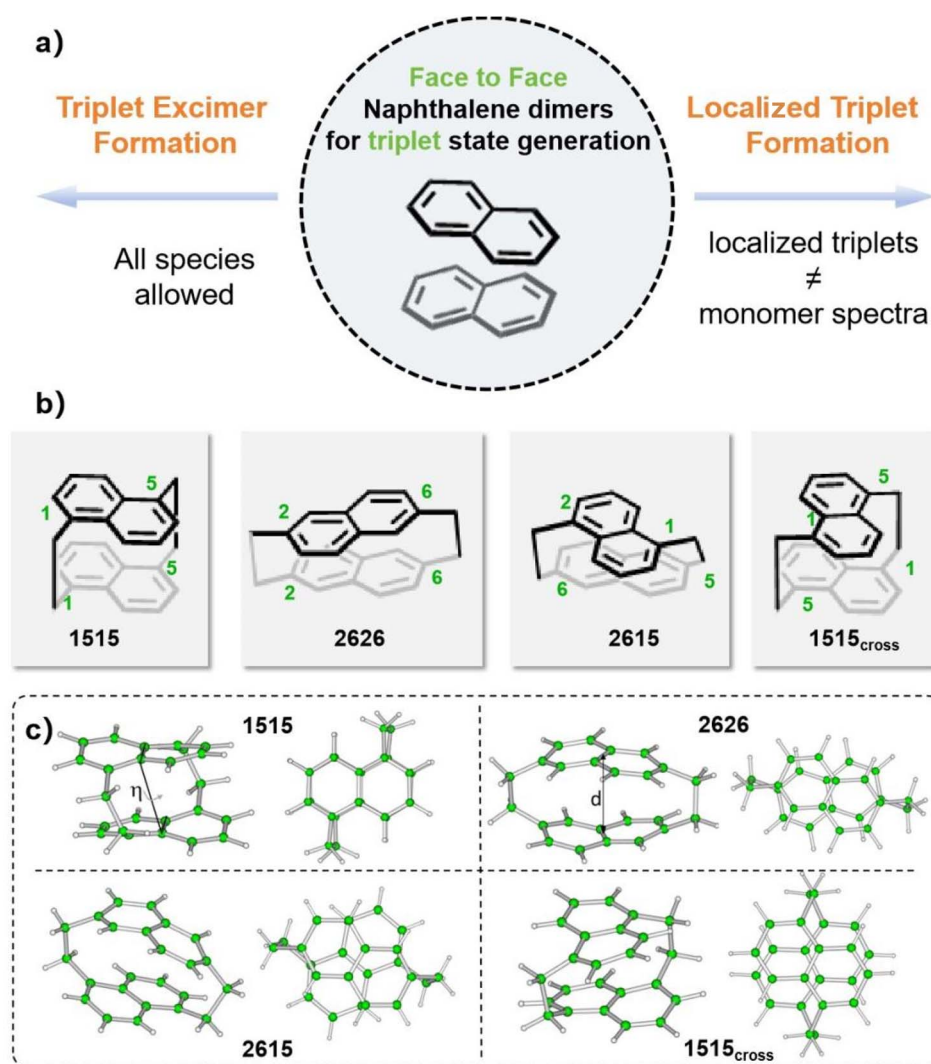 a)
Face to Face
Naphthalene dimers
for triplet state generation
Triplet Excimer
Formation
All species
allowed
Localized Triplet
Formation
localized triplets
≠
monomer spectra
b)
5
1
5
1
1515
6
2
2
6
2626
2
1
6
5
2615
5
1
1
5
1515cross
c)
1515
η
2626
d
2615
1515cross